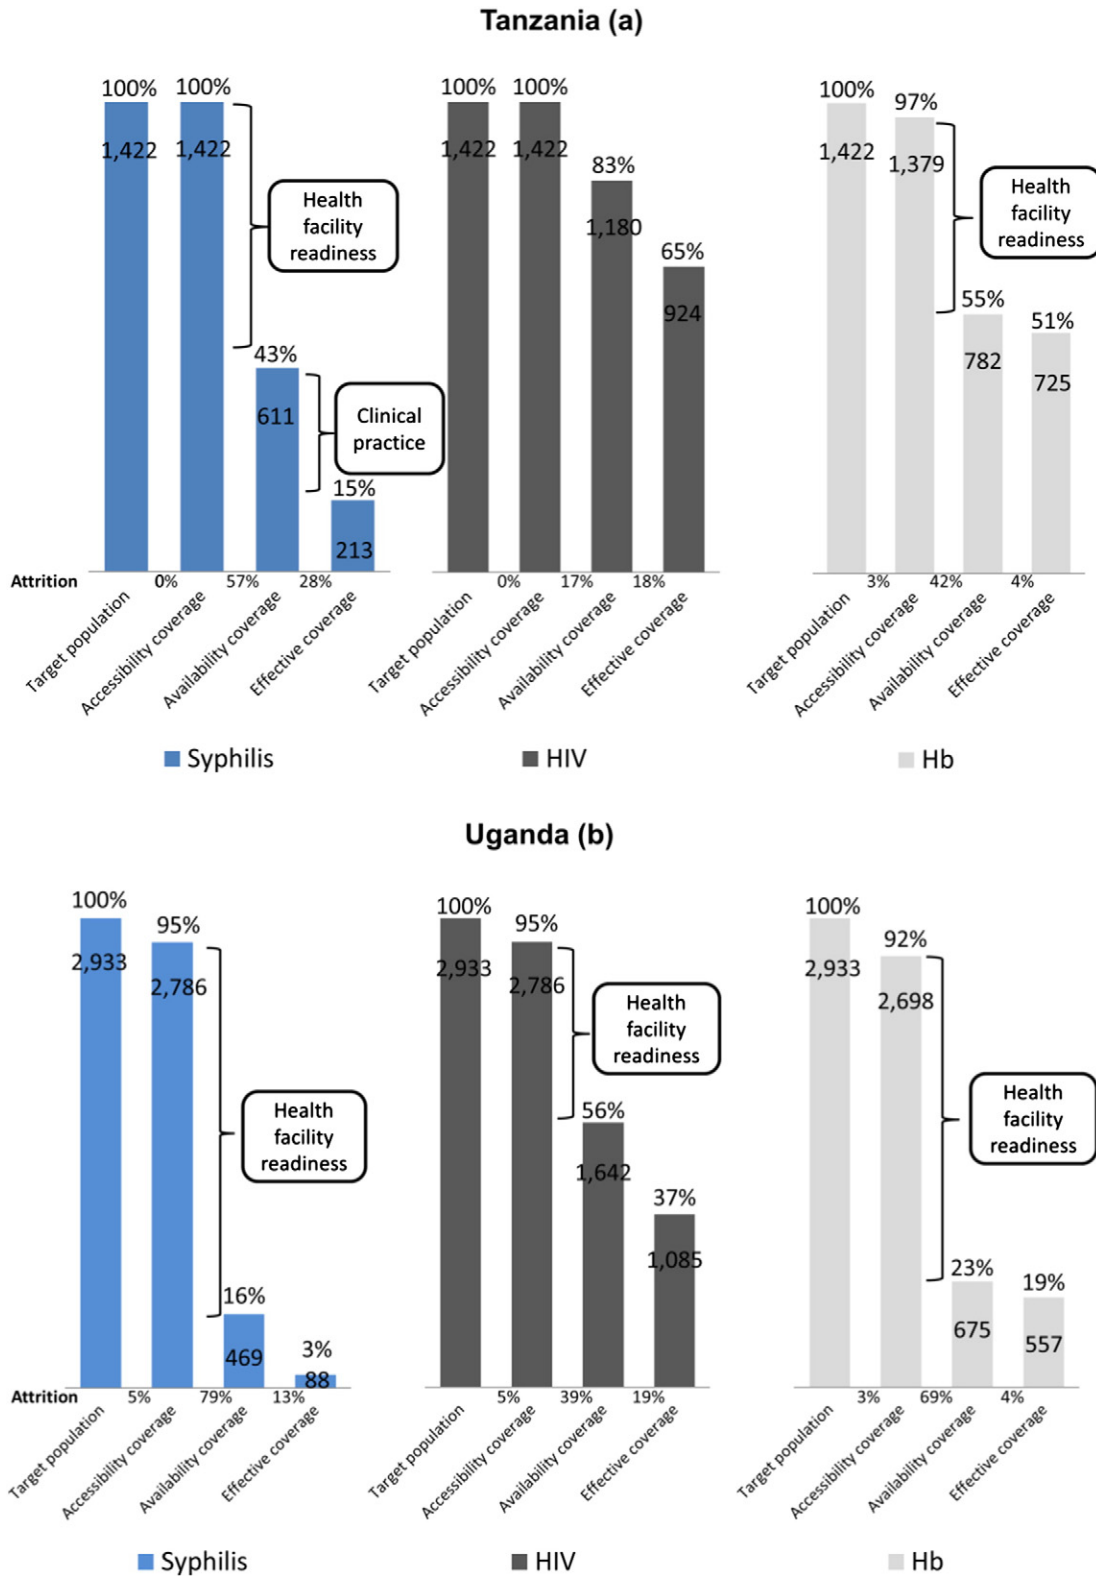 Tanzania (a)
100% 100%
1,422 1,422
Health
facility
readiness
43%
611
Clinical
practice
15%
213
100% 100%
1,422 1,422
83%
1,180
65%
924
100%
97%
1,422
1,379
Health
facility
readiness
55%
782
51%
725
Attrition 0% 57% 28% 0% 17% 18% 3% 42% 4%
Target population
Accessibility coverage
Availability coverage
Effective coverage
Target population
Accessibility coverage
Availability coverage
Effective coverage
Target population
Accessibility coverage
Availability coverage
Effective coverage
Syphilis HIV Hb
Uganda (b)
100%
95%
2,933
2,786
Health
facility
readiness
16%
469
3%
88
100%
95%
2,933
2,786
Health
facility
readiness
56%
1,642
37%
1,085
100%
92%
2,933
2,698
Health
facility
readiness
23%
675
19%
557
Attrition 5% 79% 13% 5% 39% 19% 3% 69% 4%
Target population
Accessibility coverage
Availability coverage
Effective coverage
Target population
Accessibility coverage
Availability coverage
Effective coverage
Target population
Accessibility coverage
Availability coverage
Effective coverage
Syphilis HIV Hb